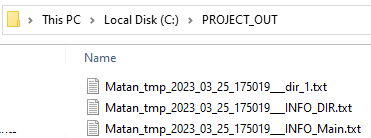 This PC > Local Disk (C:) > PROJECT_OUT
Name
Matan_tmp_2023_03_25_175019___dir_1.txt
Matan_tmp_2023_03_25_175019___INFO_DIR.txt
Matan_tmp_2023_03_25_175019___INFO_Main.txt